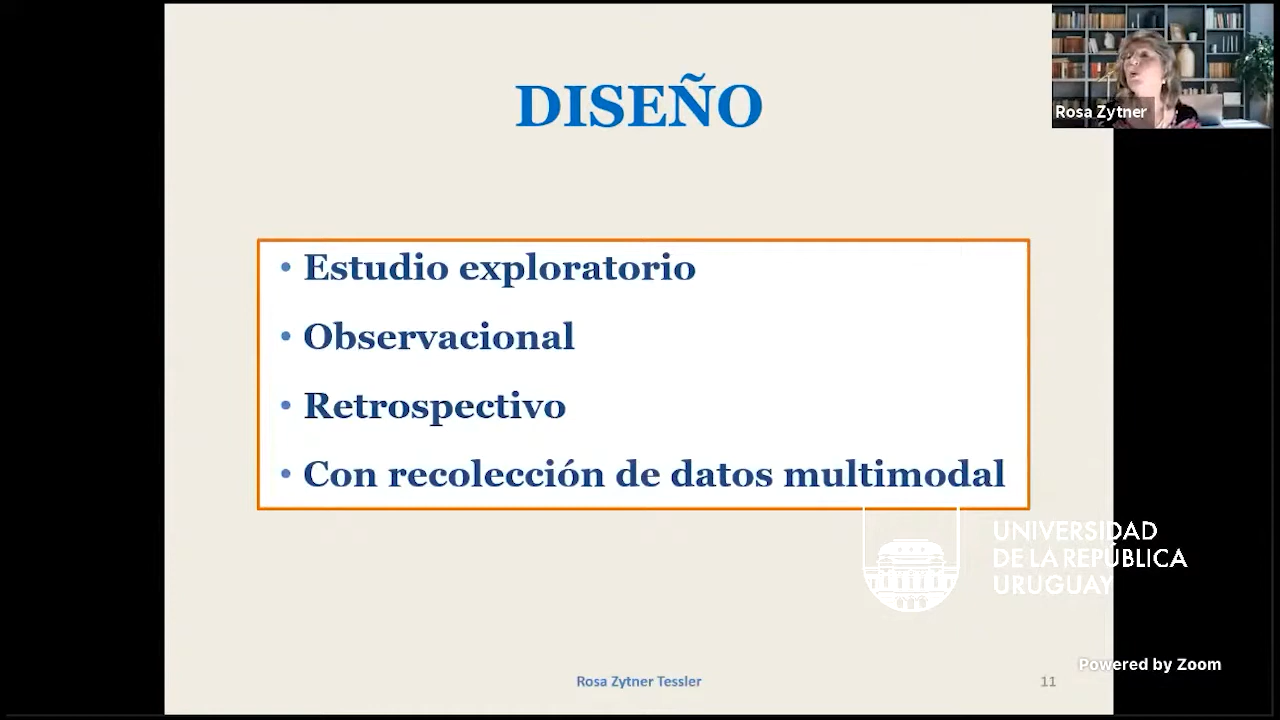 DISEÑO
Rosa Zytner
• Estudio exploratorio
• Observacional
• Retrospectivo
• Con recolección de datos multimodal
UNIVERSIDAD
DE LA REPÚBLICA
URUGUAY
Powered by Zoom
Rosa Zytner Tessler
11